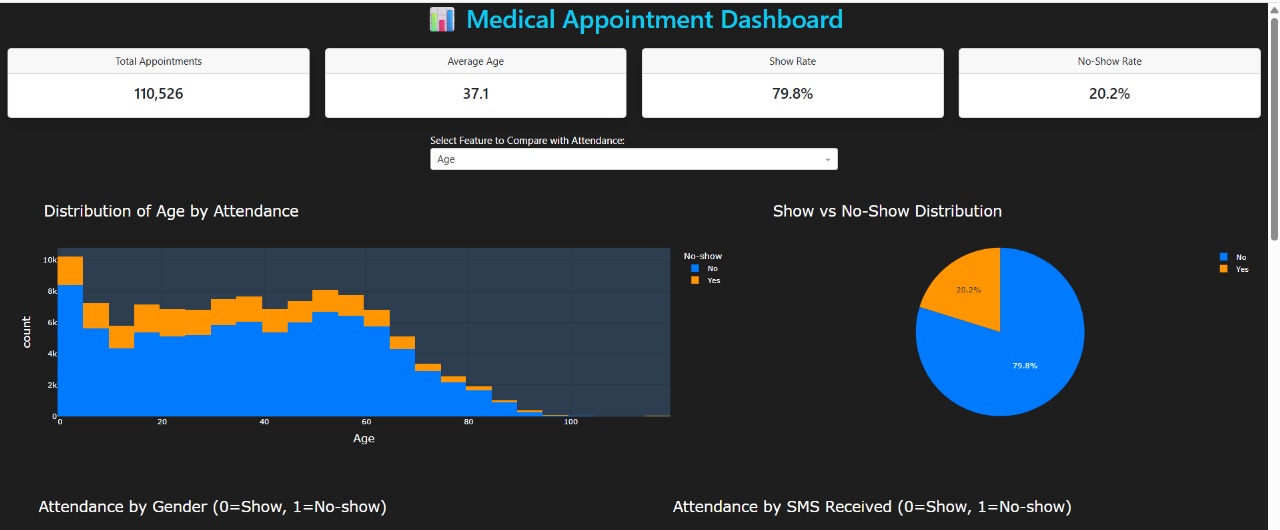 Medical Appointment Dashboard
Total Appointments
110,526
Average Age
37.1
Show Rate
79.8%
No-Show Rate
20.2%
Select Feature to Compare with Attendance:
Age
Distribution of Age by Attendance
count
10k
8k
6k
4k
2k
0
0 20 40 60 80 100
Age
No-show
No
Yes
Show vs No-Show Distribution
20.2%
79.8%
No
Yes
Attendance by Gender (0=Show, 1=No-show)
Attendance by SMS Received (0=Show, 1=No-show)